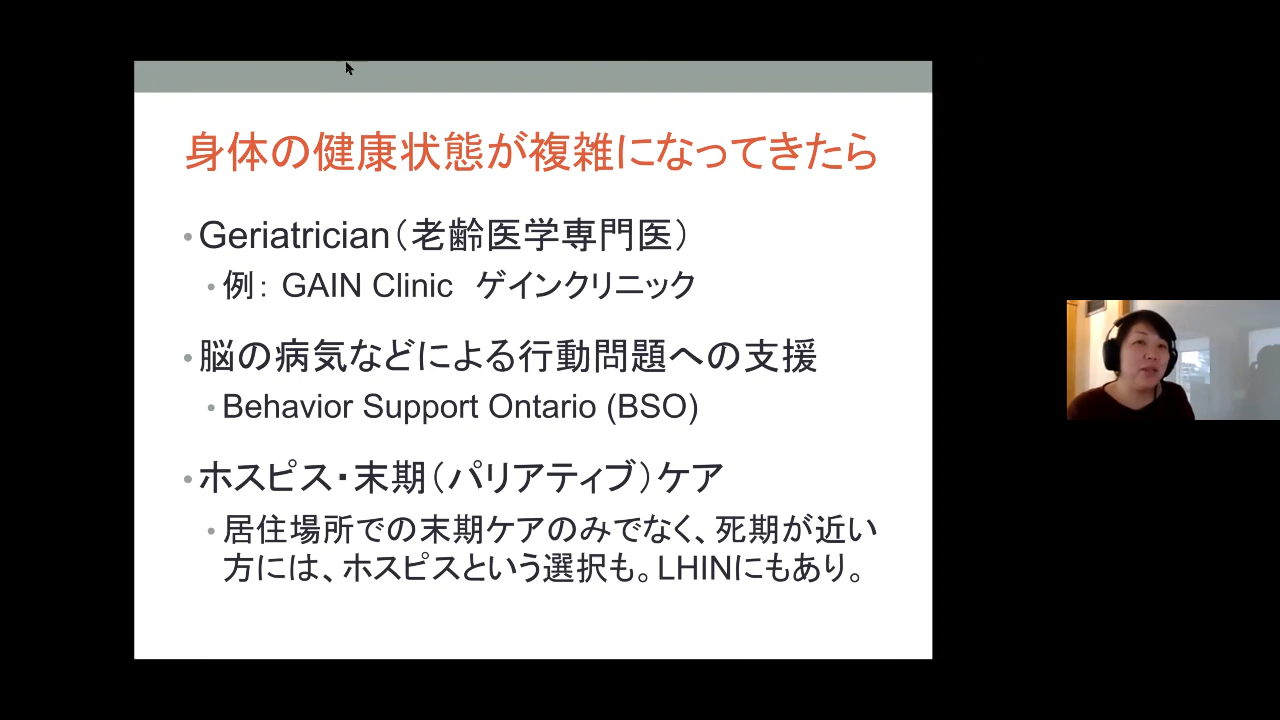 身体の健康状態が複雑になってきたら
• Geriatrician(老齢医学専門医)
• 例: GAIN Clinic ゲインクリニック
• 脳の病気などによる行動問題への支援
• Behavior Support Ontario (BSO)
• ホスピス・末期(パリアティブ)ケア
• 居住場所での末期ケアのみでなく、死期が近い
方には、ホスピスという選択も。LHINにもあり。